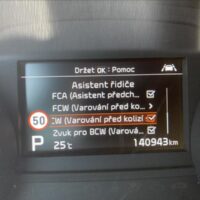 Držet OK : Pomoc
Asistent řidiče
FCA (Asistent předch...
FCW (Varování před ko...
CW (Varování před kolizí
50
Zvuk pro BCW (Varová...
P 25°C 140943km